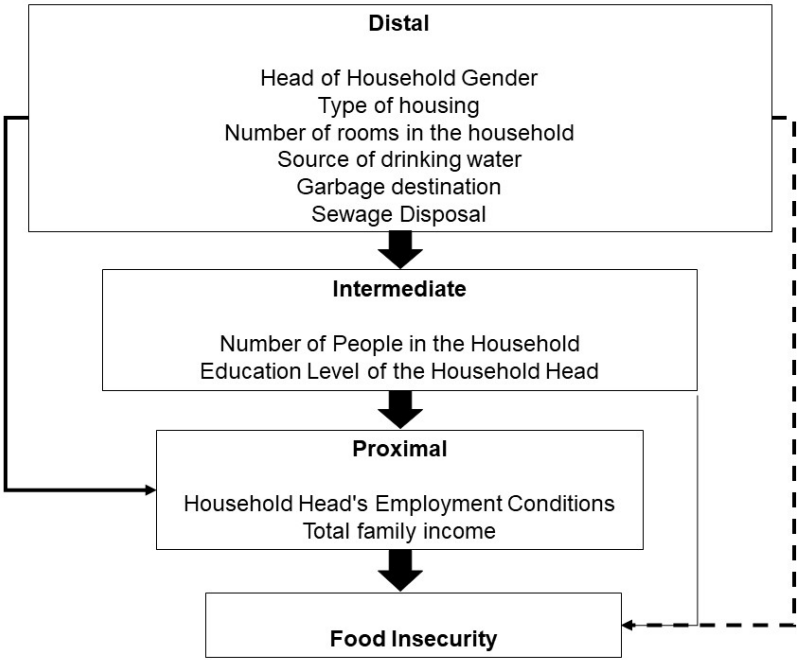 Distal
Head of Household Gender
Type of housing
Number of rooms in the household
Source of drinking water
Garbage destination
Sewage Disposal
Intermediate
Number of People in the Household
Education Level of the Household Head
Proximal
Household Head's Employment Conditions
Total family income
Food Insecurity